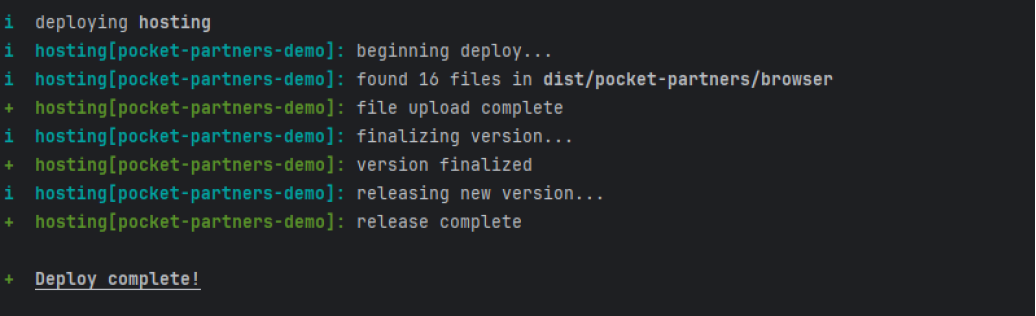 i deploying hosting
i hosting[pocket-partners-demo]: beginning deploy...
i hosting[pocket-partners-demo]: found 16 files in dist/pocket-partners/browser
+ hosting[pocket-partners-demo]: file upload complete
i hosting[pocket-partners-demo]: finalizing version...
+ hosting[pocket-partners-demo]: version finalized
i hosting[pocket-partners-demo]: releasing new version...
+ hosting[pocket-partners-demo]: release complete
+ Deploy complete!